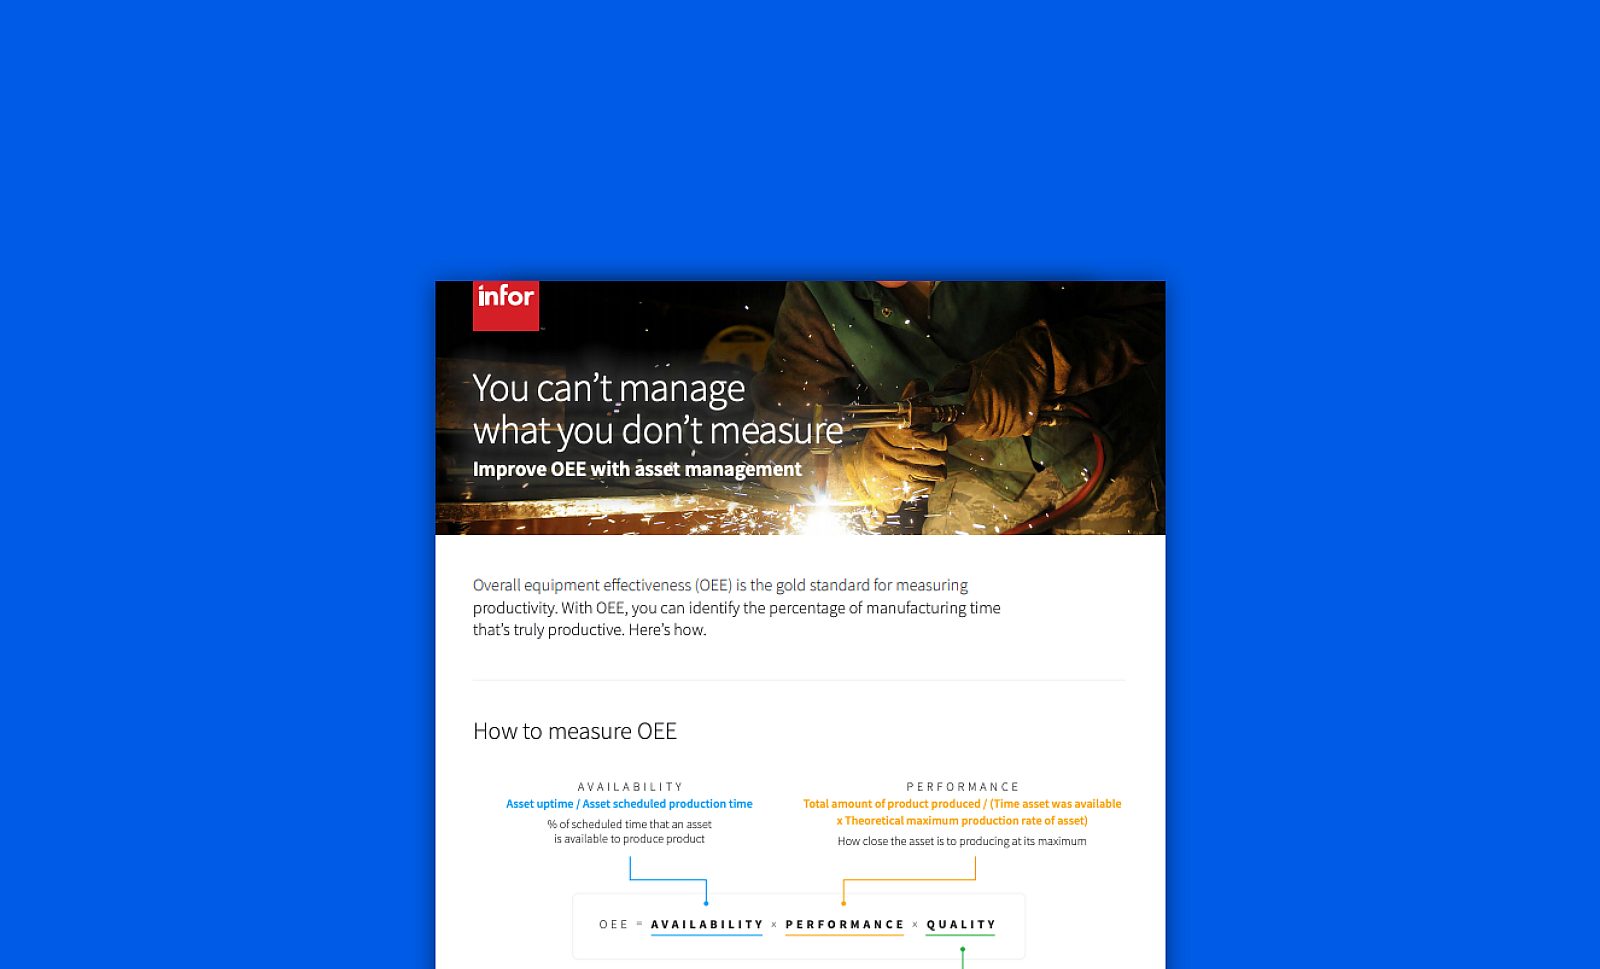 infor
You can't manage
what you don't measure
Improve OEE with asset management
Overall equipment effectiveness (OEE) is the gold standard for measuring
productivity. With OEE, you can identify the percentage of manufacturing time
that's truly productive. Here's how.
How to measure OEE
AVAILABILITY
Asset uptime / Asset scheduled production time
% of scheduled time that an asset
is available to produce product
PERFORMANCE
Total amount of product produced / (Time asset was available
x Theoretical maximum production rate of asset)
How close the asset is to producing at its maximum
OEE = AVAILABILITY × PERFORMANCE × QUALITY